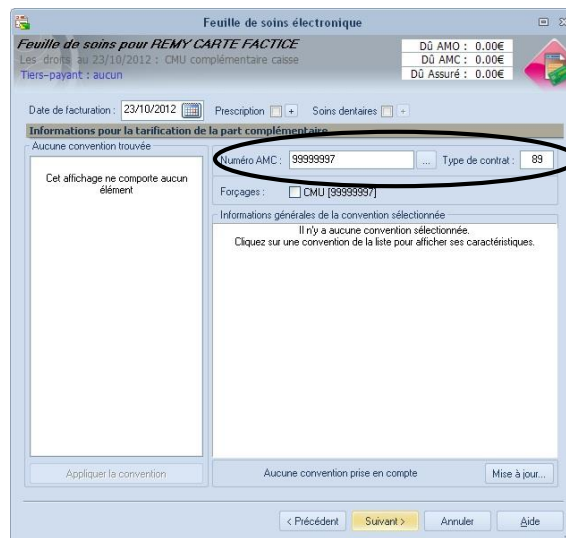 Feuille de soins électronique
Feuille de soins pour REMY CARTE FACTICE
Les droits au 23/10/2012 : CMU complémentaire caisse
Tiers-payant : aucun
Dû AMO : 0.00€
Dû AMC : 0.00€
Dû Assuré : 0.00€
Date de facturation : 23/10/2012 Prescription + Soins dentaires +
Informations pour la tarification de la part complémentaire
Aucune convention trouvée
Cet affichage ne comporte aucun
élément
Numéro AMC : 99999997 ... Type de contrat : 89
Forçages : CMU [99999997]
Informations générales de la convention sélectionnée
Il n'y a aucune convention sélectionnée.
Cliquez sur une convention de la liste pour afficher ses caractéristiques.
Appliquer la convention
Aucune convention prise en compte
Mise à jour...
< Précédent Suivant > Annuler Aide